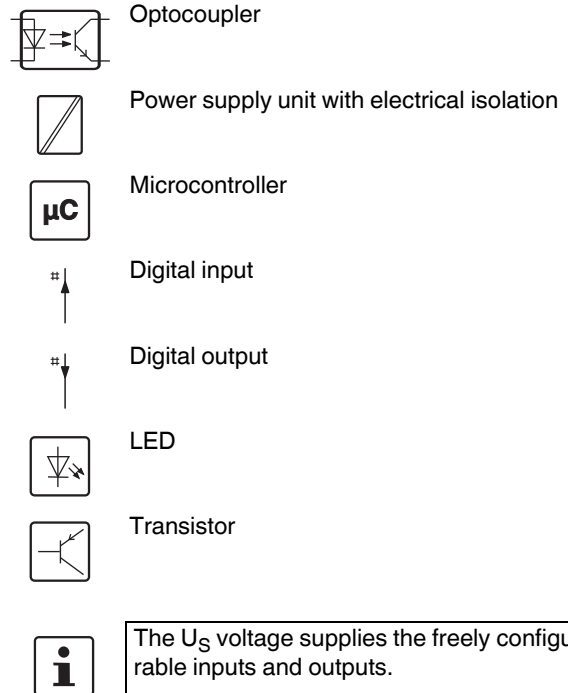 Optocoupler
Power supply unit with electrical isolation
µC
Microcontroller
#
Digital input
#
Digital output
LED
Transistor
i
The US voltage supplies the freely configu
rable inputs and outputs.